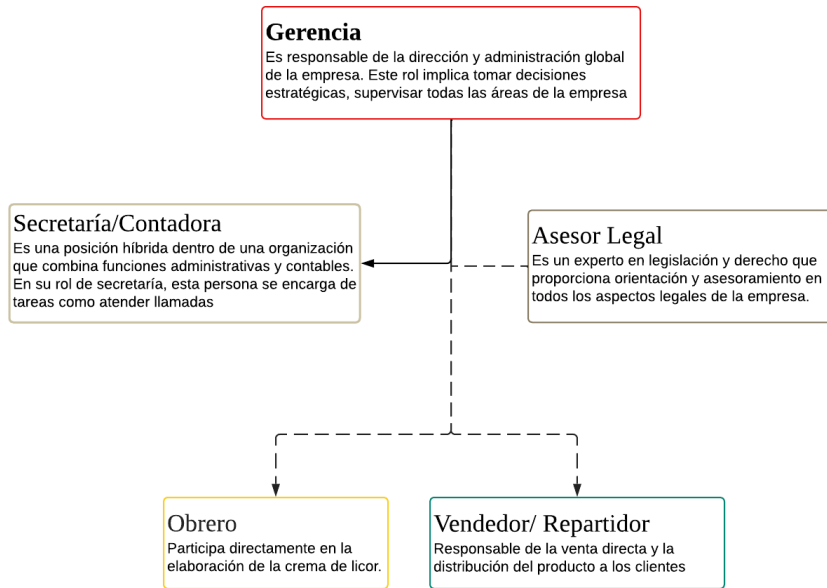 Gerencia
Es responsable de la dirección y administración global
de la empresa. Este rol implica tomar decisiones
estratégicas, supervisar todas las áreas de la empresa
Secretaría/Contadora
Es una posición híbrida dentro de una organización
que combina funciones administrativas y contables.
En su rol de secretaría, esta persona se encarga de
tareas como atender llamadas
Asesor Legal
Es un experto en legislación y derecho que
proporciona orientación y asesoramiento en
todos los aspectos legales de la empresa.
Obrero
Participa directamente en la
elaboración de la crema de licor.
Vendedor/ Repartidor
Responsable de la venta directa y la
distribución del producto a los clientes